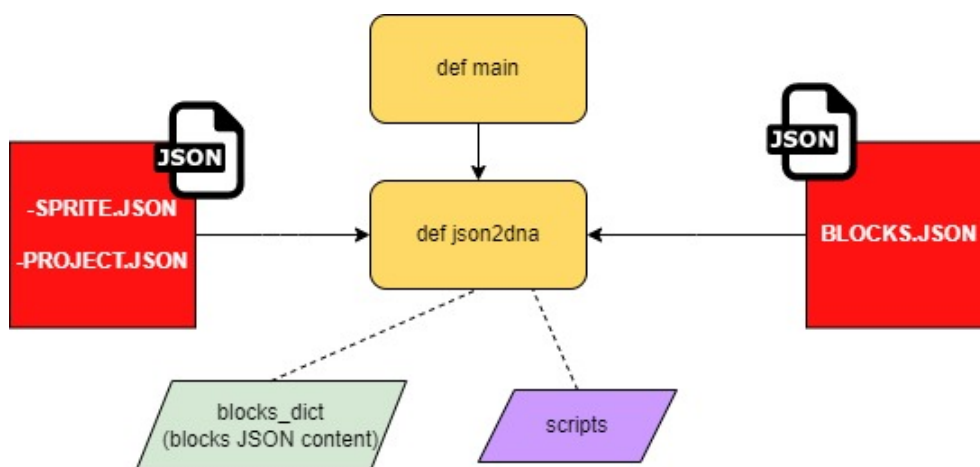 def main
JSON
-SPRITE.JSON
-PROJECT.JSON
def json2dna
JSON
BLOCKS.JSON
blocks_dict
(blocks JSON content)
scripts